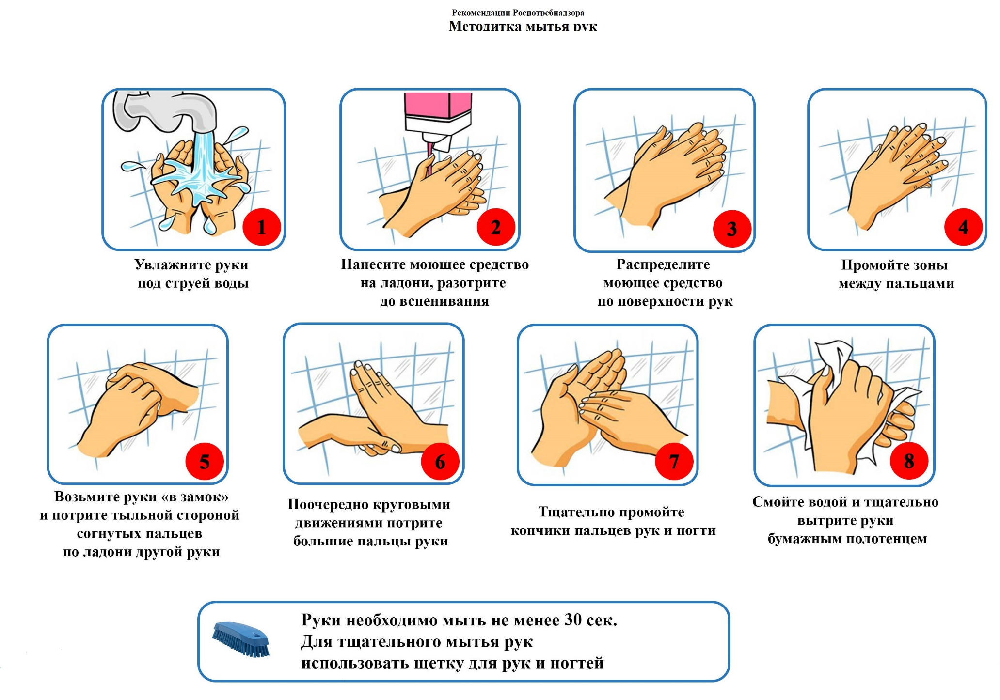 Рекомендации Роспотребнадзора
Методитка мытья рук
1
Увлажните руки
под струей воды
2
Нанесите моющее средство
на ладони, разотрите
до вспенивания
3
Распределите
моющее средство
по поверхности рук
4
Промойте зоны
между пальцами
5
Возьмите руки «в замок»
и потрите тыльной стороной
согнутых пальцев
по ладони другой руки
6
Поочередно круговыми
движениями потрите
большие пальцы руки
7
Тщательно промойте
кончики пальцев рук и ногти
8
Смойте водой и тщательно
вытрите руки
бумажным полотенцем
Руки необходимо мыть не менее 30 сек.
Для тщательного мытья рук
использовать щетку для рук и ногтей